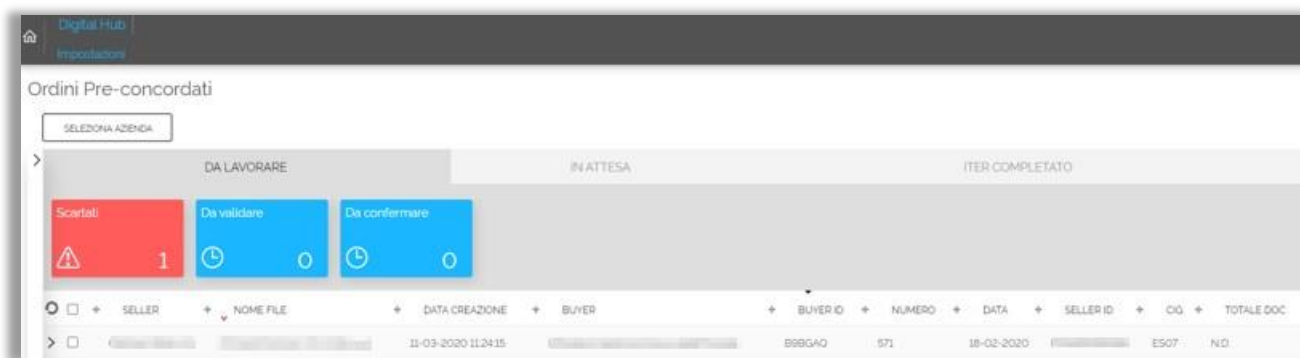 Digital Hub
Impostazioni
Ordini Pre-concordati
SELEZIONA AZIENDA
DA LAVORARE IN ATTESA ITER COMPLETATO
Scartati Da validare Da confermare
1 0 0
SELLER NOME FILE DATA CREAZIONE BUYER BUYER ID NUMERO DATA SELLER ID CIG TOTALE DOC
11-03-2020 11:24:15 B9BGAO 571 18-02-2020 ES07 N.D.